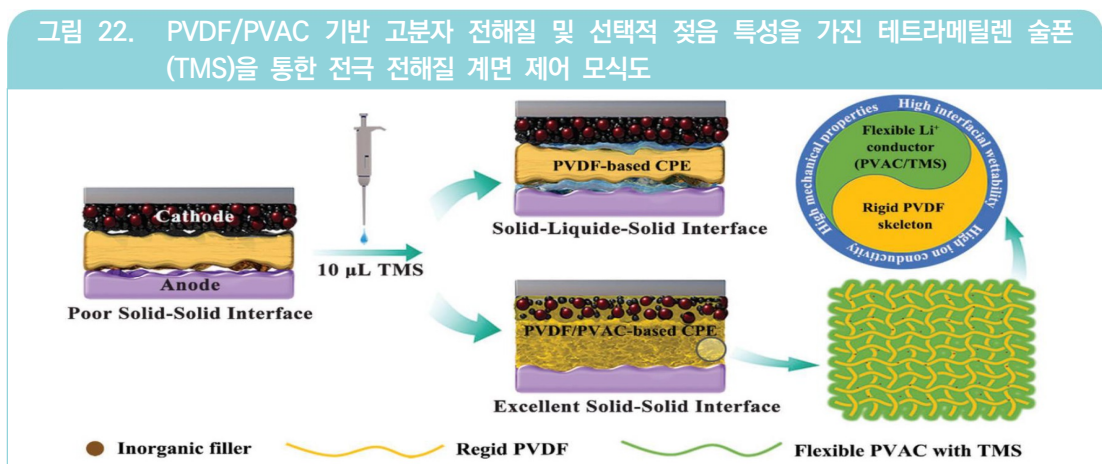 그림 22. PVDF/PVAC 기반 고분자 전해질 및 선택적 젖음 특성을 가진 테트라메틸렌 술폰
(TMS)을 통한 전극 전해질 계면 제어 모식도
Cathode
Anode
Poor Solid-Solid Interface
10 μL TMS
PVDF-based CPE
Solid-Liquide-Solid Interface
PVDF/PVAC-based CPE
Excellent Solid-Solid Interface
High mechanical properties
High interfacial wettability
High ion conductivity
Flexible Li⁺
conductor
(PVAC/TMS)
Rigid PVDF
skeleton
Inorganic filler
Regid PVDF
Flexible PVAC with TMS